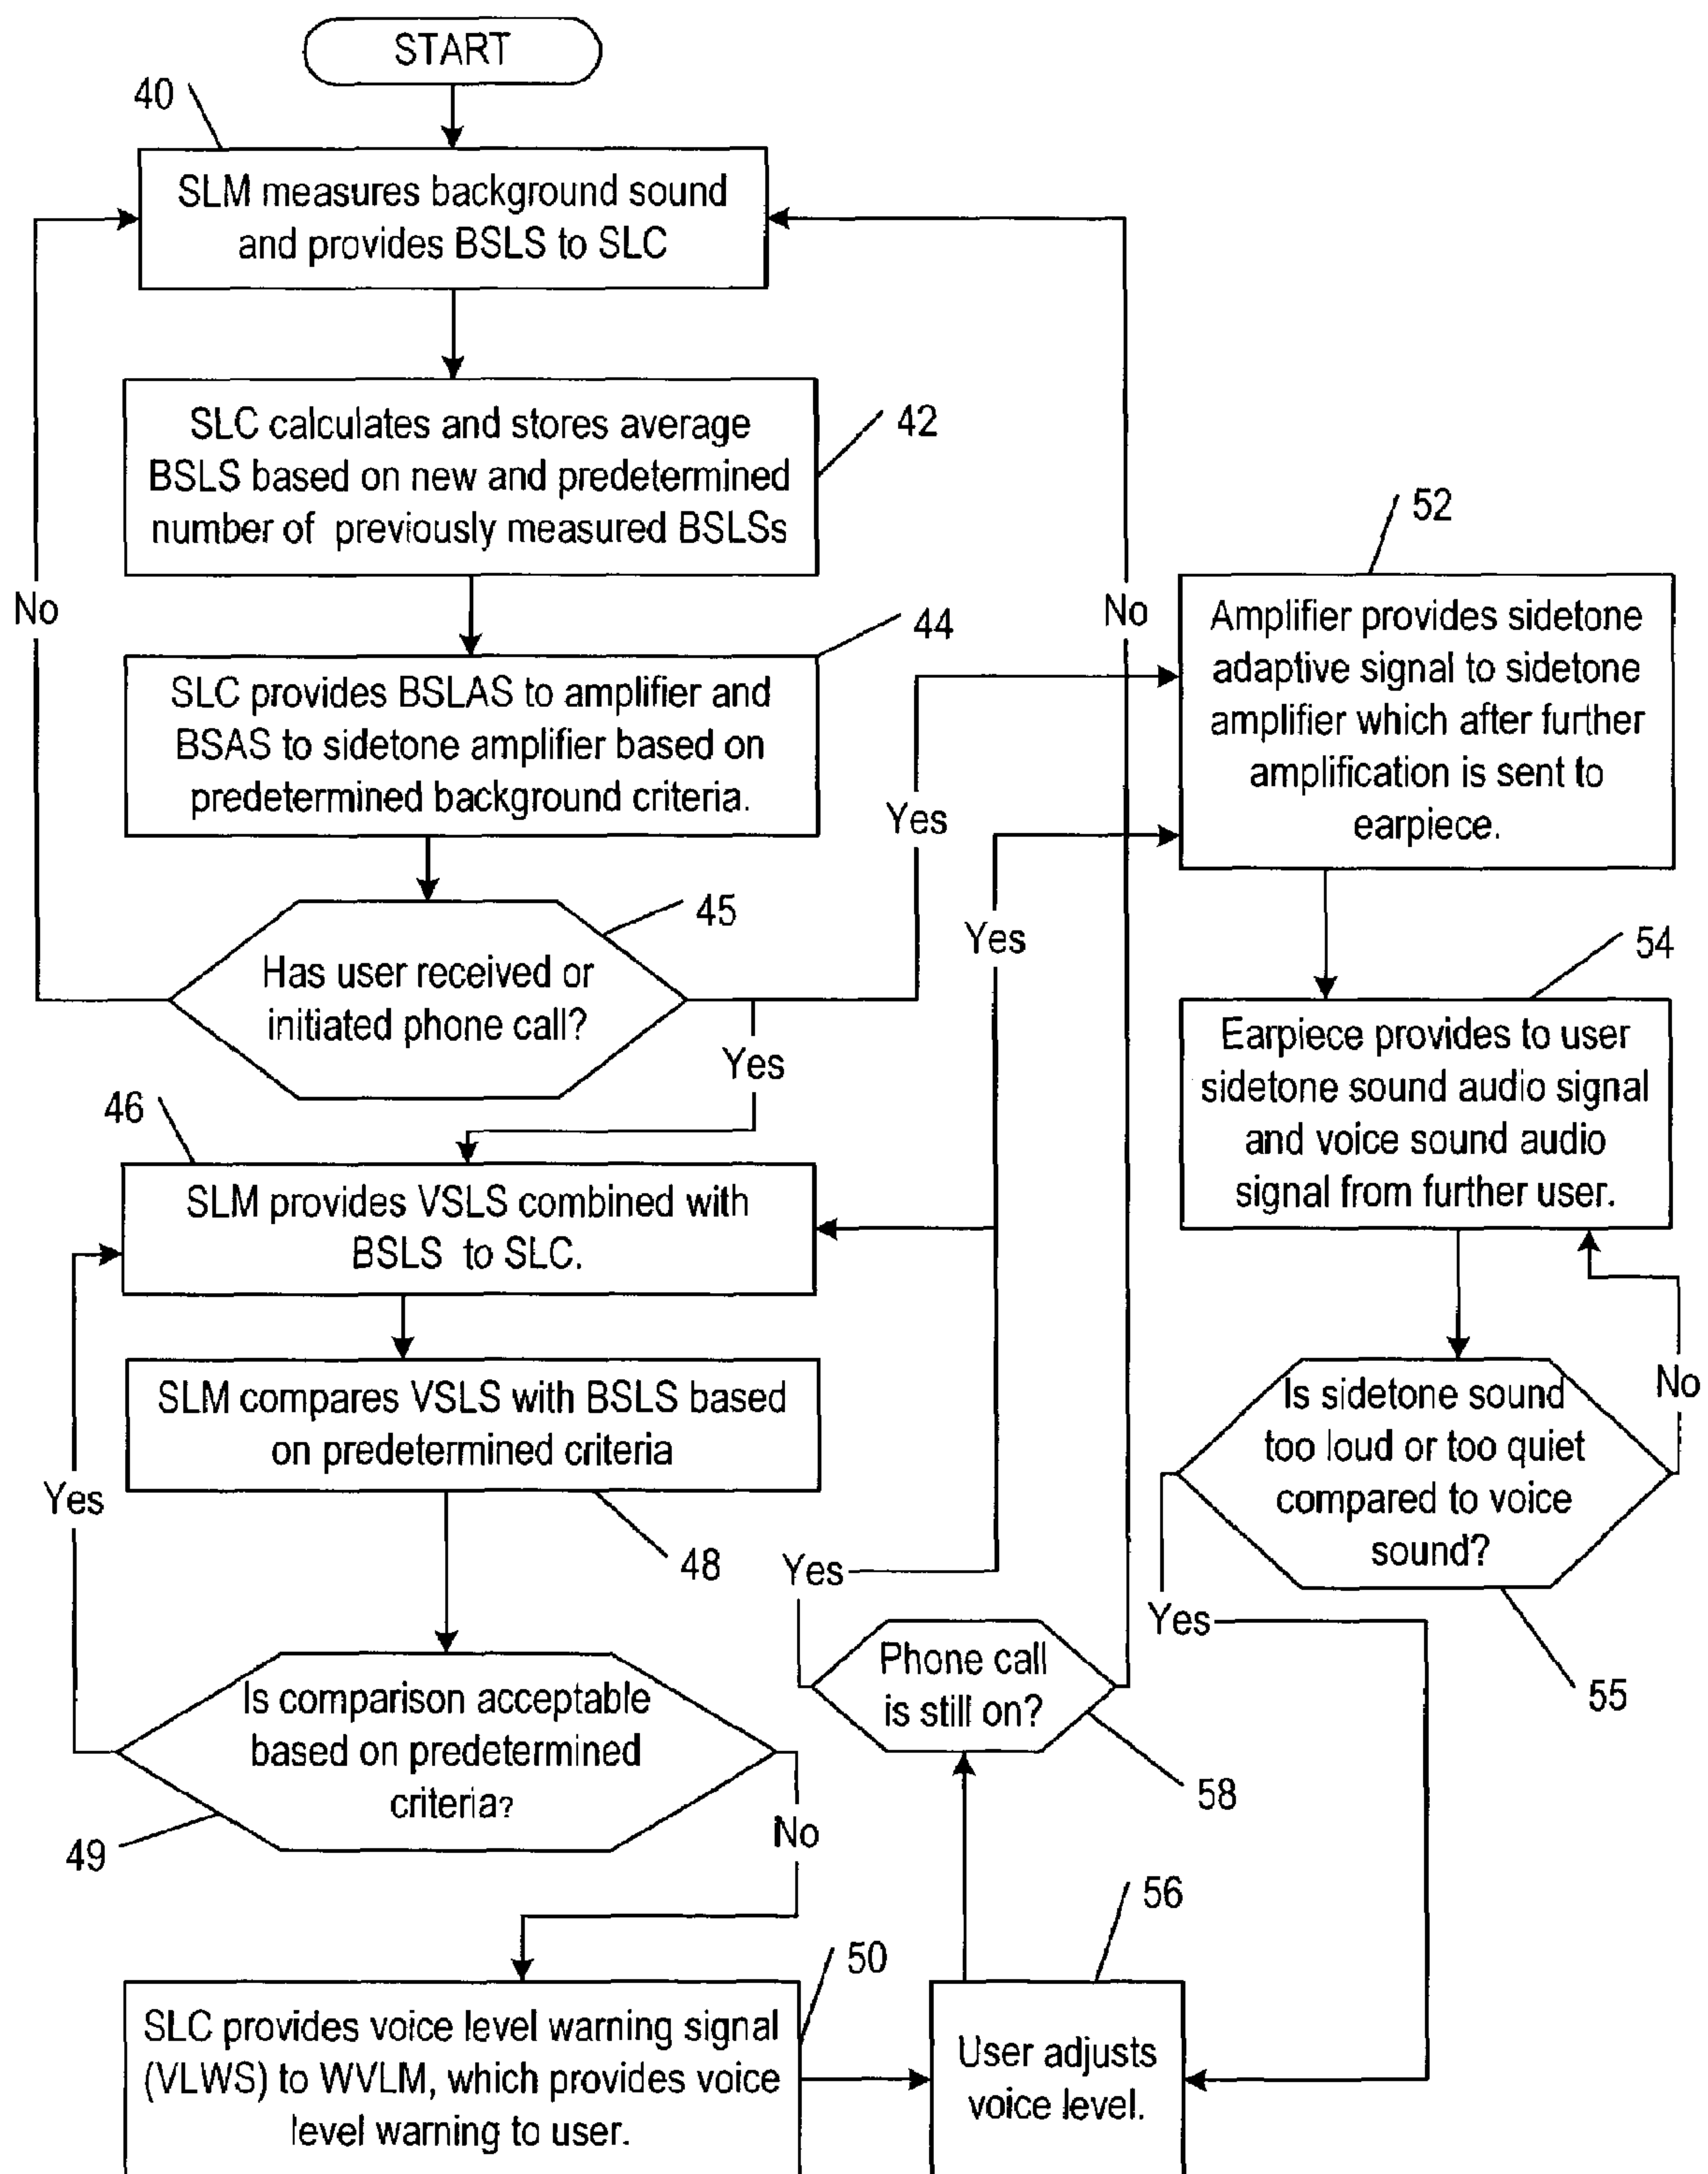 START
40
SLM measures background sound
and provides BSLS to SLC
SLC calculates and stores average
BSLS based on new and predetermined
number of previously measured BSLSs
42
No
44
SLC provides BSLAS to amplifier and
BSAS to sidetone amplifier based on
predetermined background criteria.
52
Amplifier provides sidetone
adaptive signal to sidetone
amplifier which after further
amplification is sent to
earpiece.
No
Yes
Yes
45
Has user received or
initiated phone call?
Yes
54
Earpiece provides to user
sidetone sound audio signal
and voice sound audio
signal from further user.
46
SLM provides VSLS combined with
BSLS to SLC.
SLM compares VSLS with BSLS based
on predetermined criteria
48
Yes
Is sidetone sound
too loud or too quiet
compared to voice
sound?
No
Yes
55
Yes
Phone call
is still on?
58
Is comparison acceptable
based on predetermined
criteria?
49
No
50
SLC provides voice level warning signal
(VLWS) to WVLM, which provides voice
level warning to user.
56
User adjusts
voice level.